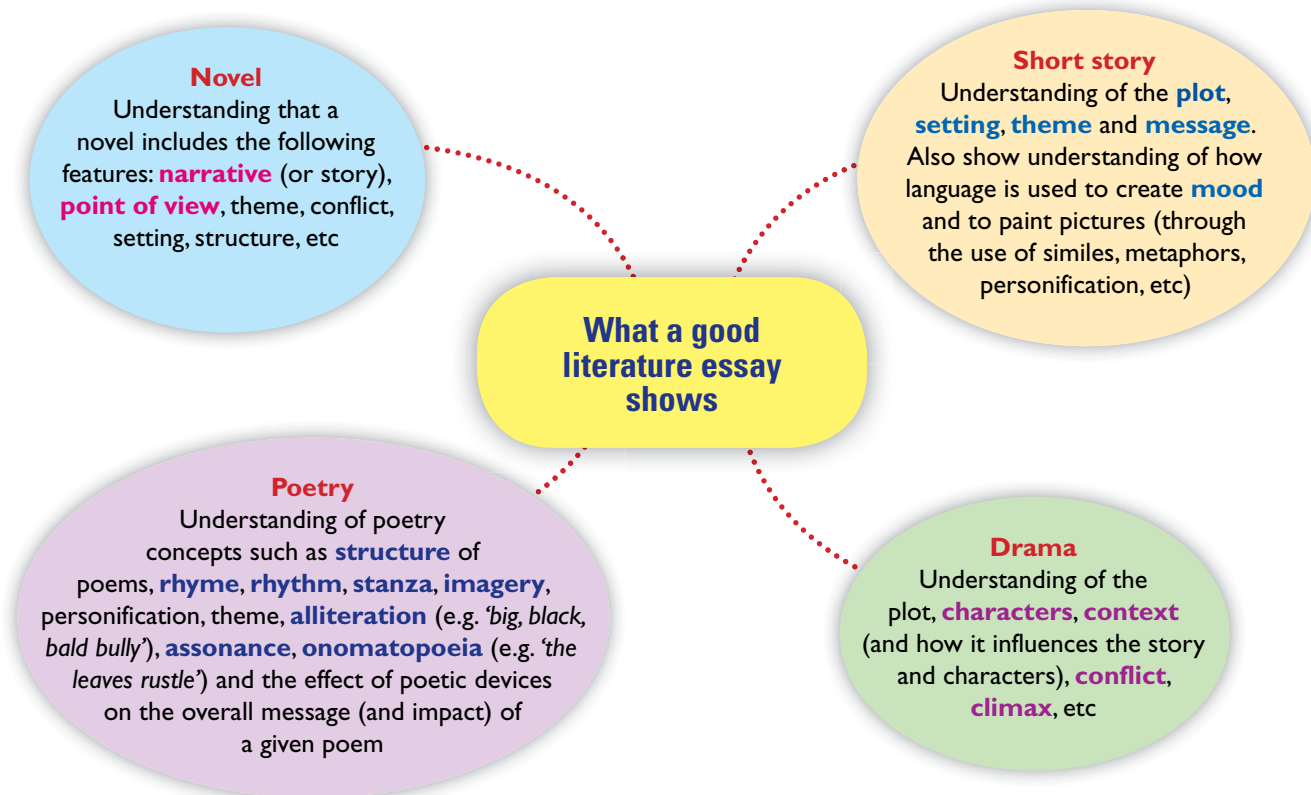 Novel
Understanding that a
novel includes the following
features: narrative (or story),
point of view, theme, conflict,
setting, structure, etc
Short story
Understanding of the plot,
setting, theme and message.
Also show understanding of how
language is used to create mood
and to paint pictures (through
the use of similes, metaphors,
personification, etc)
What a good
literature essay
shows
Poetry
Understanding of poetry
concepts such as structure of
poems, rhyme, rhythm, stanza, imagery,
personification, theme, alliteration (e.g. ‘big, black,
bald bully’), assonance, onomatopoeia (e.g. ‘the
leaves rustle’) and the effect of poetic devices
on the overall message (and impact) of
a given poem
Drama
Understanding of the
plot, characters, context
(and how it influences the story
and characters), conflict,
climax, etc